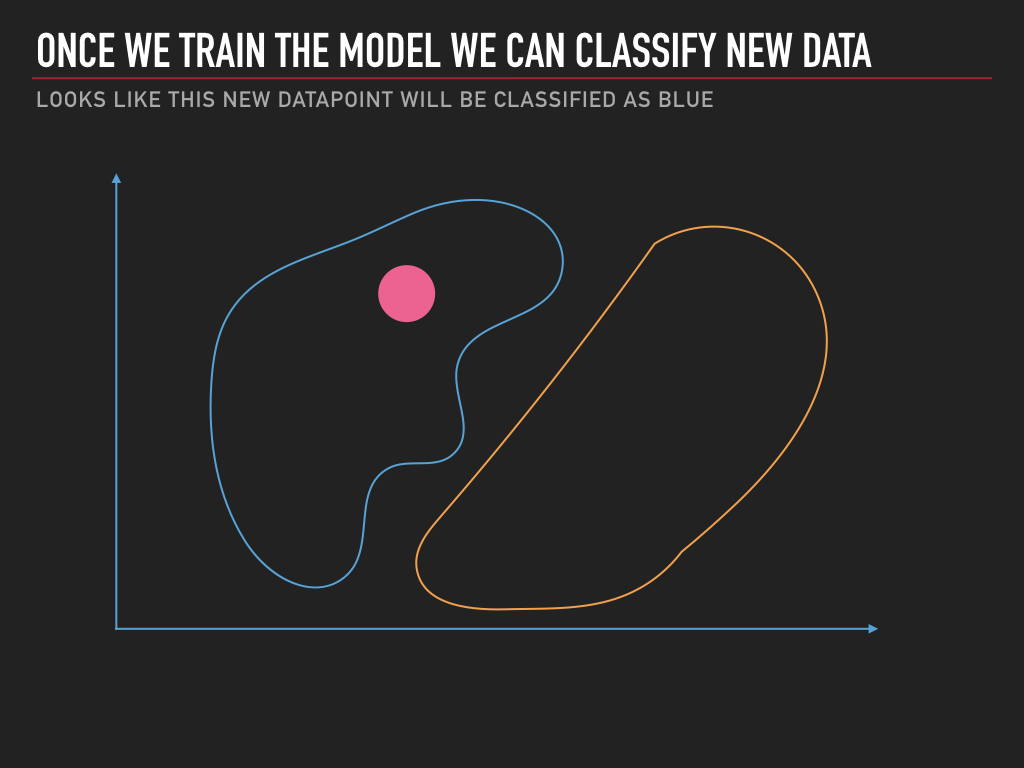 ONCE WE TRAIN THE MODEL WE CAN CLASSIFY NEW DATA
LOOKS LIKE THIS NEW DATAPOINT WILL BE CLASSIFIED AS BLUE